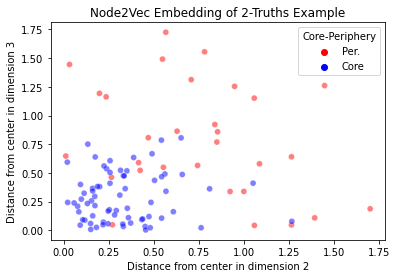 Node2Vec Embedding of 2-Truths Example
Core-Periphery
Per.
Core
Distance from center in dimension 3
1.75
1.50
1.25
1.00
0.75
0.50
0.25
0.00
0.00 0.25 0.50 0.75 1.00 1.25 1.50 1.75
Distance from center in dimension 2